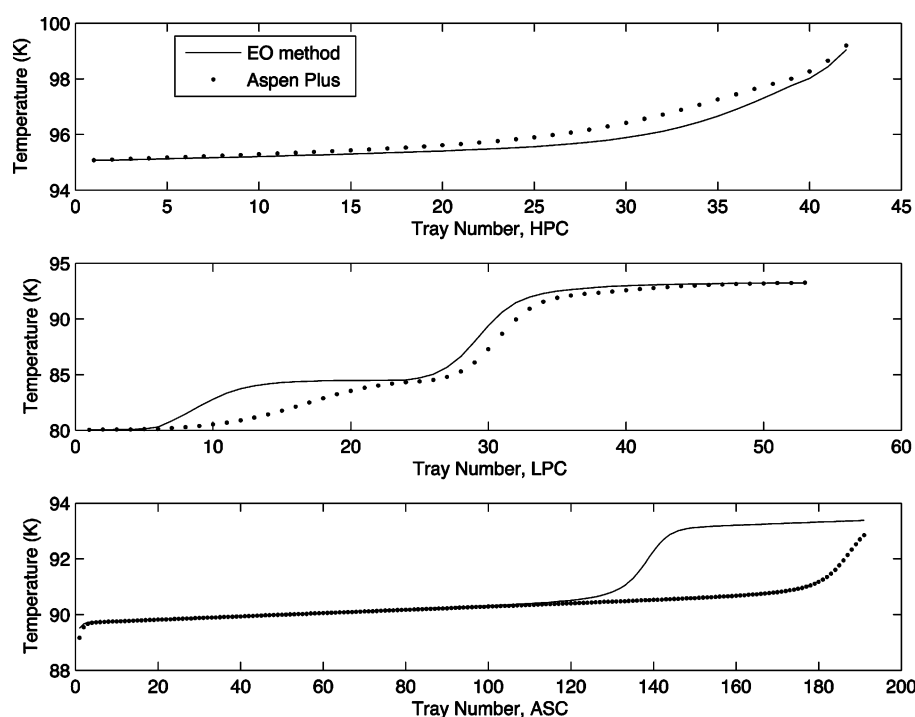 100
98
96
94
Temperature (K)
EO method
Aspen Plus
0 5 10 15 20 25 30 35 40 45
Tray Number, HPC
95
90
85
80
Temperature (K)
0 10 20 30 40 50 60
Tray Number, LPC
94
92
90
88
Temperature (K)
0 20 40 60 80 100 120 140 160 180 200
Tray Number, ASC